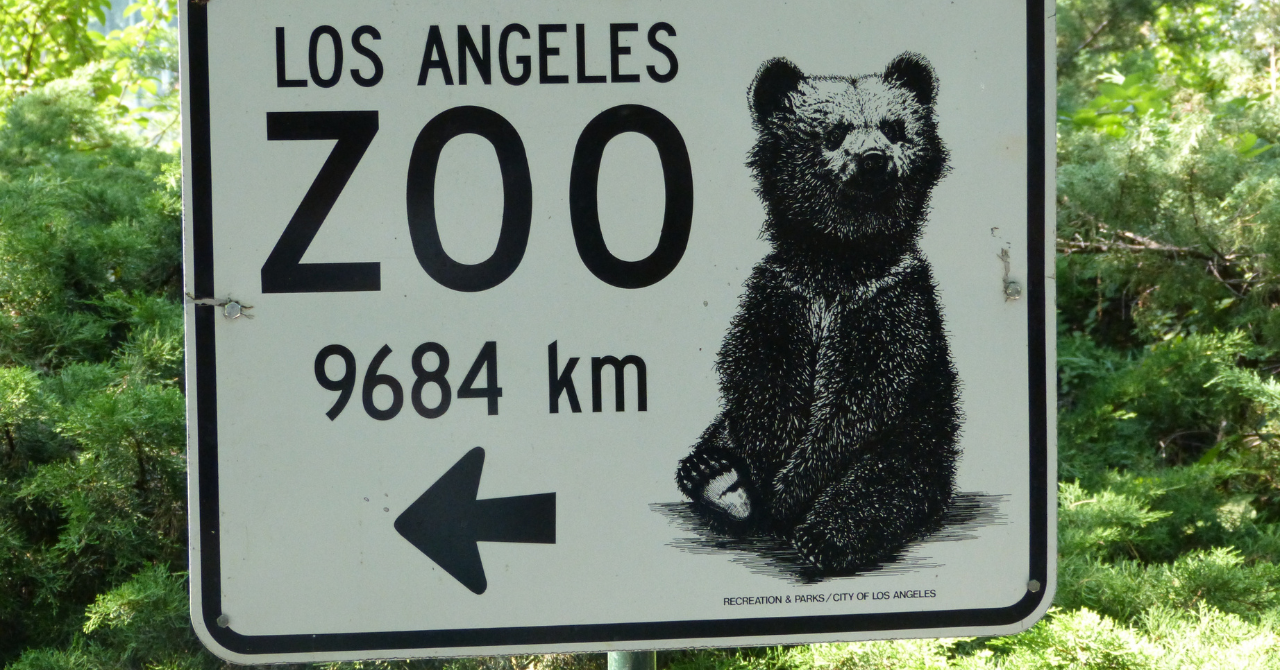 LOS ANGELES
ZOO
9684 km
RECREATION & PARKS/CITY OF LOS ANGELES